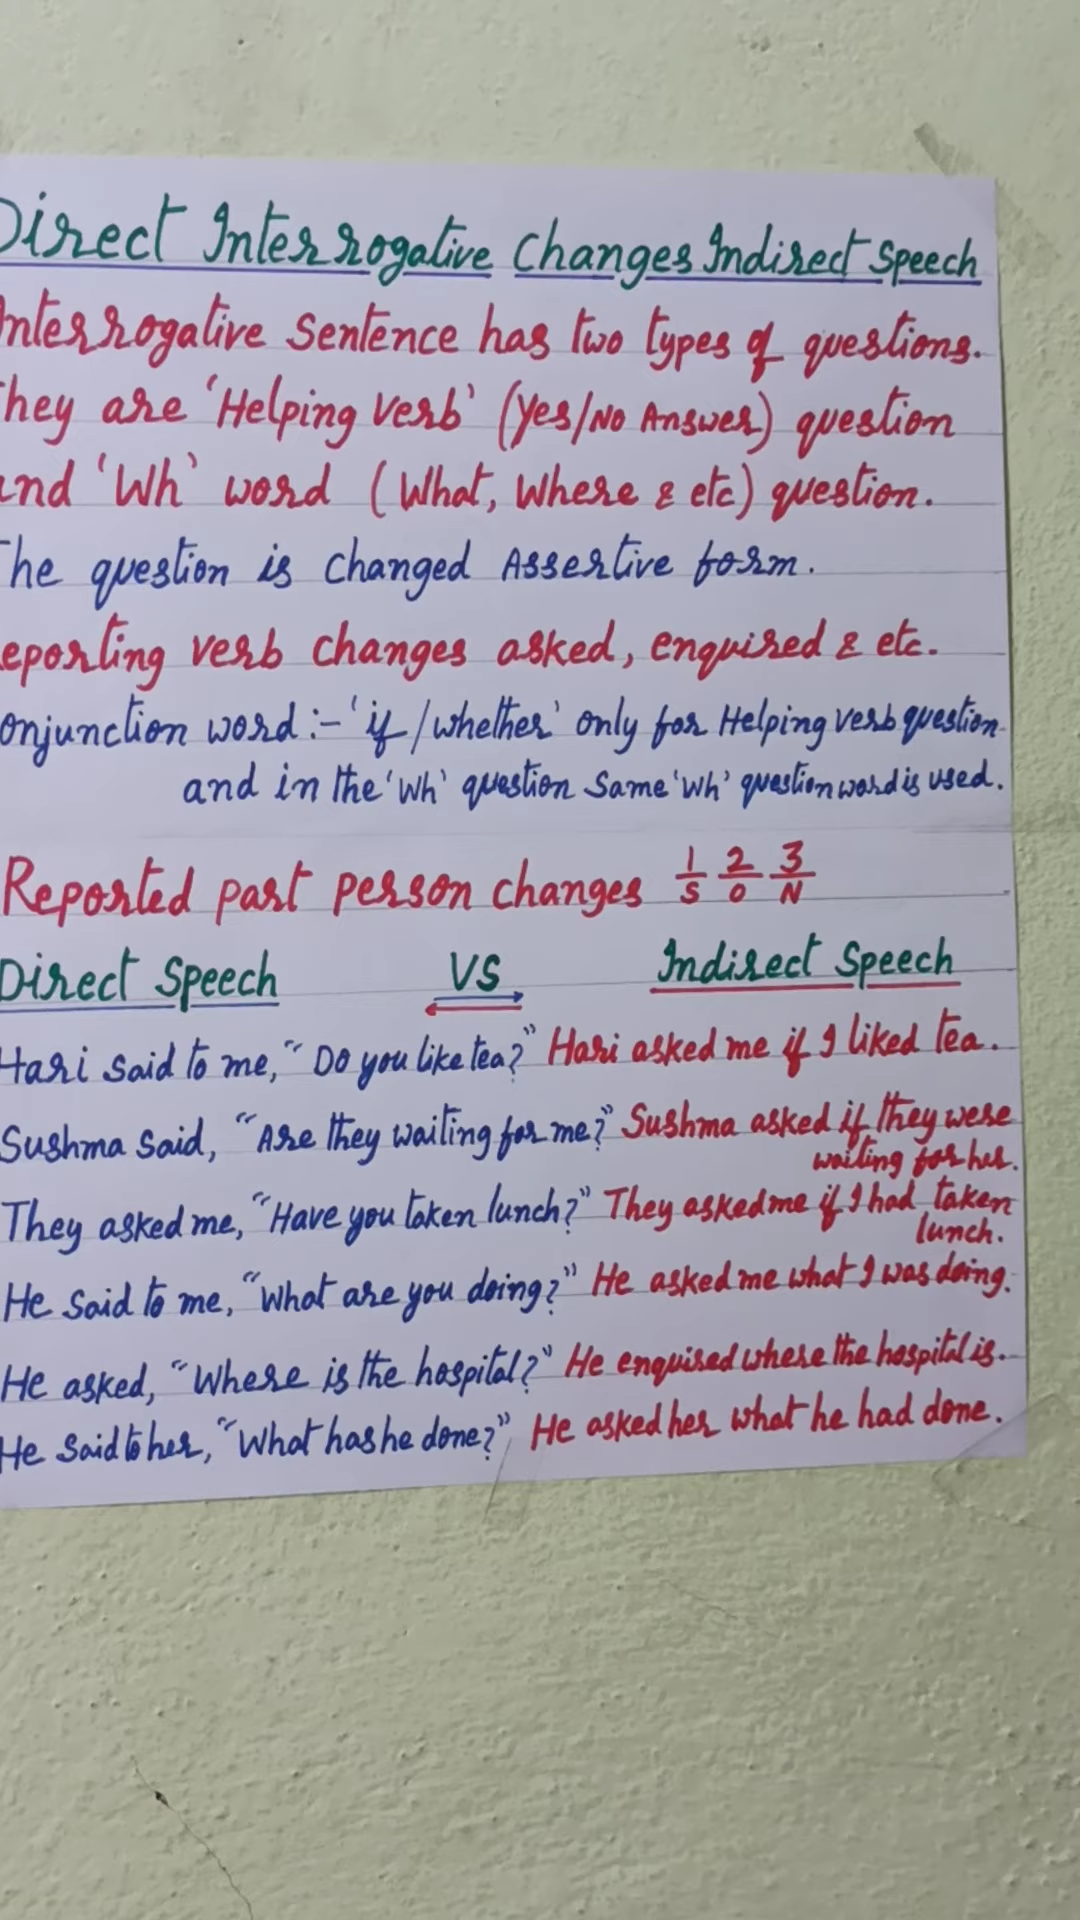 Direct Interrogative Changes Indirect Speech
Interrogative Sentence has two types of questions.
They are 'Helping verb' (Yes/No Answer) question
and 'Wh' word (What, Where & etc) question.
The question is changed Assertive form.
Reporting verb changes asked, enquired & etc.
Conjunction word :- 'if/whether' only for Helping verb question
and in the 'Wh' question Same 'Wh' question word is used.
Reported part person changes 1/S 2/O 3/N
Direct Speech VS Indirect Speech
Hari said to me, "Do you like tea?" Hari asked me if I liked tea.
Sushma said, "Are they waiting for me?" Sushma asked if they were
waiting for her.
They asked me, "Have you taken lunch?" They asked me if I had taken
lunch.
He said to me, "What are you doing?" He asked me what I was doing.
He asked, "Where is the hospital?" He enquired where the hospital is.
He said to her, "What has he done?" He asked her what he had done.